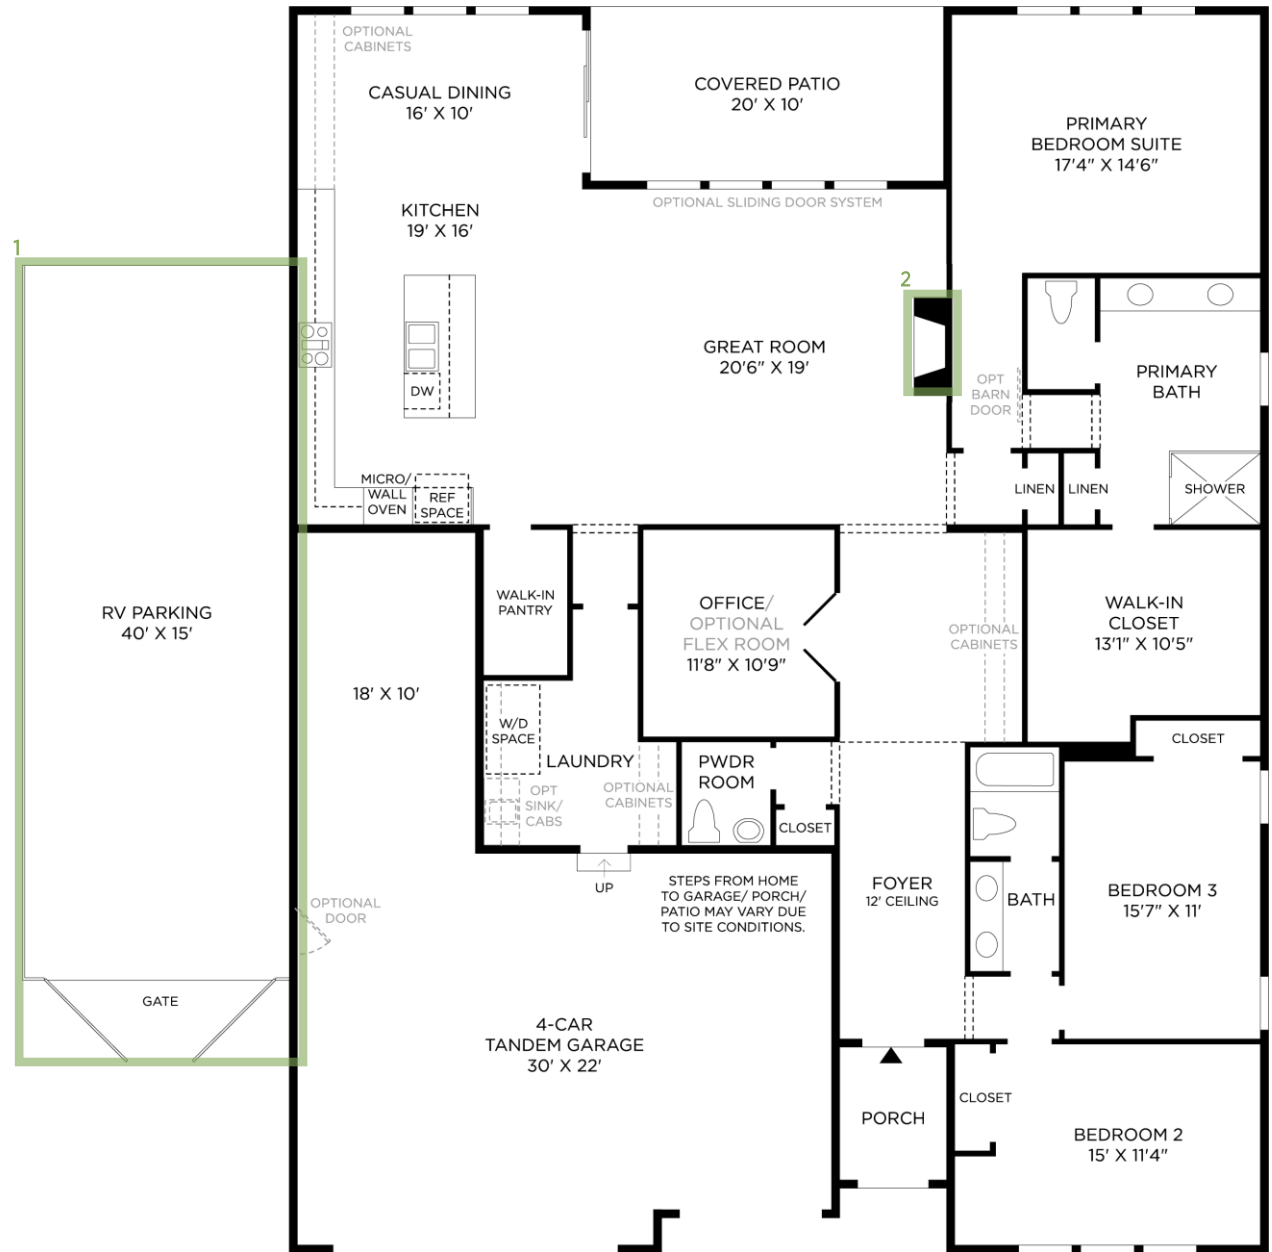 OPTIONAL
CABINETS
CASUAL DINING
16' X 10'
COVERED PATIO
20' X 10'
PRIMARY
BEDROOM SUITE
17'4" X 14'6"
KITCHEN
19' X 16'
OPTIONAL SLIDING DOOR SYSTEM
1
2
GREAT ROOM
20'6" X 19'
DW
OPT
BARN
DOOR
PRIMARY
BATH
MICRO/
WALL
OVEN
REF
SPACE
LINEN
LINEN
SHOWER
RV PARKING
40' X 15'
WALK-IN
PANTRY
OFFICE/
OPTIONAL
FLEX ROOM
11'8" X 10'9"
OPTIONAL
CABINETS
WALK-IN
CLOSET
13'1" X 10'5"
18' X 10'
W/D
SPACE
LAUNDRY
OPT
SINK/
CABS
OPTIONAL
CABINETS
PWDR
ROOM
CLOSET
CLOSET
UP
STEPS FROM HOME
TO GARAGE/ PORCH/
PATIO MAY VARY DUE
TO SITE CONDITIONS.
FOYER
12' CEILING
BATH
BEDROOM 3
15'7" X 11'
OPTIONAL
DOOR
GATE
4-CAR
TANDEM GARAGE
30' X 22'
PORCH
CLOSET
BEDROOM 2
15' X 11'4"